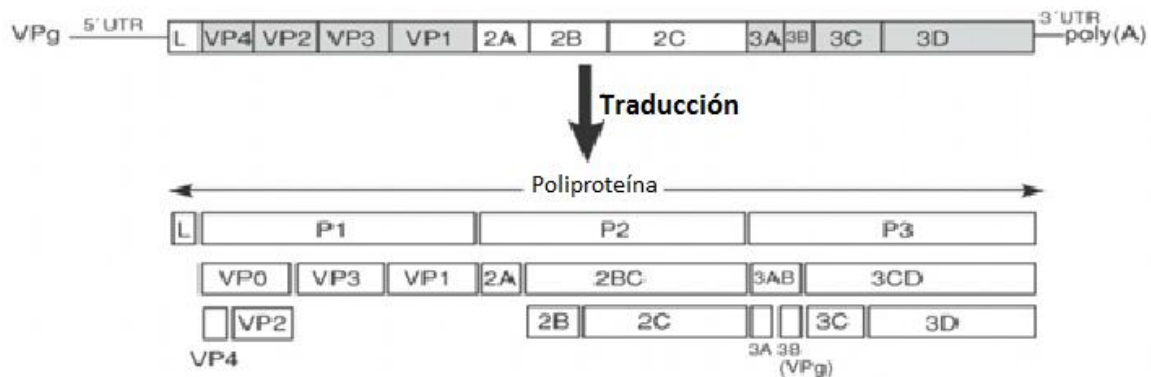 VPg 5´UTR L VP4 VP2 VP3 VP1 2A 2B 2C 3A 3B 3C 3D 3´UTR poly(A)
Traducción
Poliproteína
L P1 P2 P3
VP0 VP3 VP1 2A 2BC 3AB 3CD
VP2 2B 2C 3C 3D
VP4 3A 3B
(VPg)